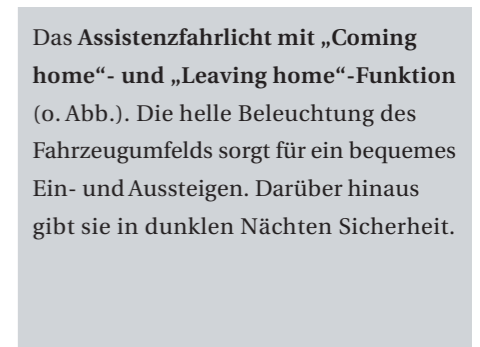 Das Assistenzfahrlicht mit „Coming
home“- und „Leaving home“-Funktion
(o. Abb.). Die helle Beleuchtung des
Fahrzeugumfelds sorgt für ein bequemes
Ein- und Aussteigen. Darüber hinaus
gibt sie in dunklen Nächten Sicherheit.